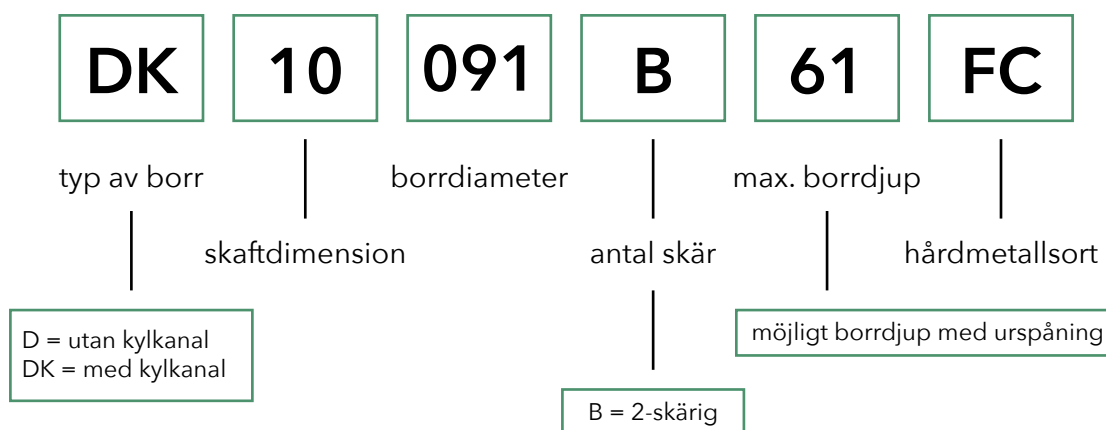 DK 10 091 B 61 FC
typ av borr borrdiameter max. borrdjup
skaftdimension antal skär hårdmetallsort
D = utan kylkanal
DK = med kylkanal
möjligt borrdjup med urspåning
B = 2-skärig